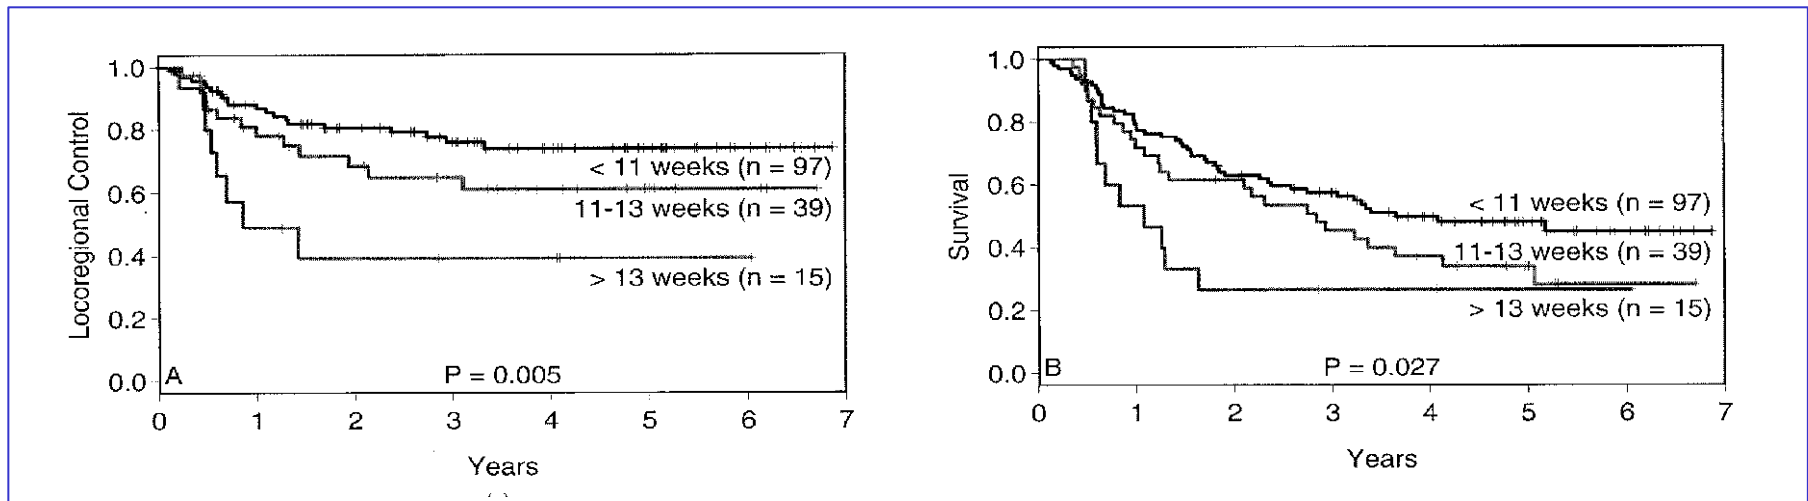 Locoregional Control
1.0
0.8
0.6
0.4
0.2
0.0
< 11 weeks (n = 97)
11-13 weeks (n = 39)
> 13 weeks (n = 15)
A
P = 0.005
0 1 2 3 4 5 6 7
Years
Survival
1.0
0.8
0.6
0.4
0.2
0.0
< 11 weeks (n = 97)
11-13 weeks (n = 39)
> 13 weeks (n = 15)
B
P = 0.027
0 1 2 3 4 5 6 7
Years